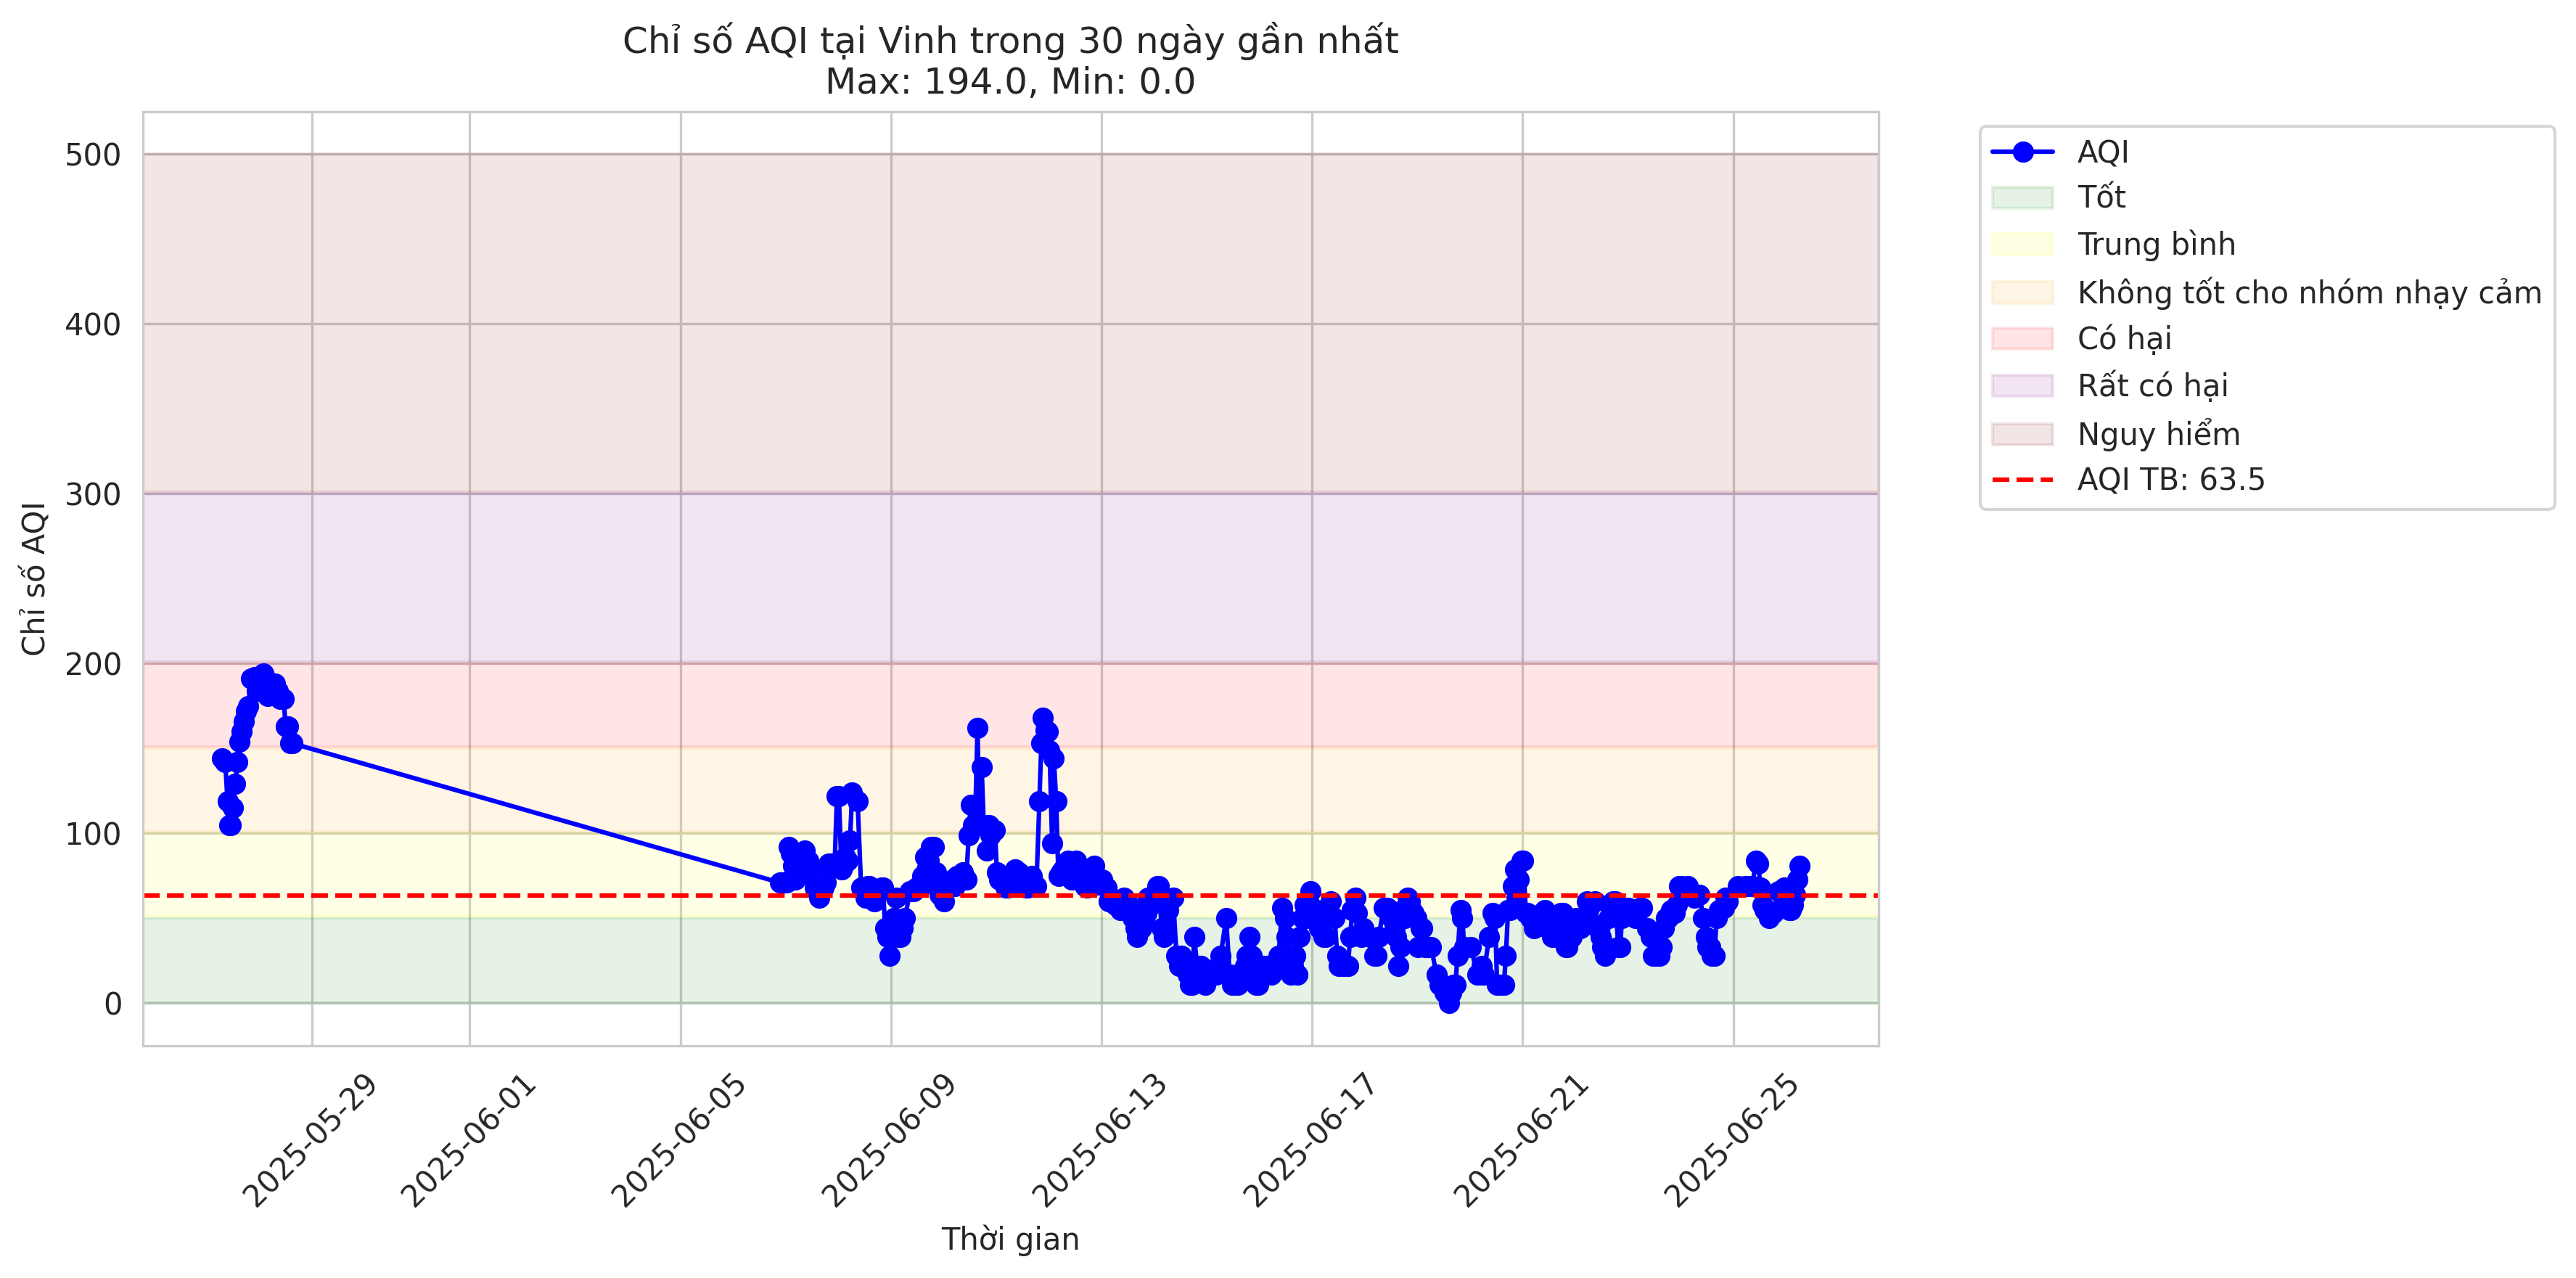 Chỉ số AQI tại Vinh trong 30 ngày gần nhất
Max: 194.0, Min: 0.0
Chỉ số AQI
500
400
300
200
100
0
2025-05-29
2025-06-01
2025-06-05
2025-06-09
2025-06-13
2025-06-17
2025-06-21
2025-06-25
Thời gian
AQI
Tốt
Trung bình
Không tốt cho nhóm nhạy cảm
Có hại
Rất có hại
Nguy hiểm
AQI TB: 63.5